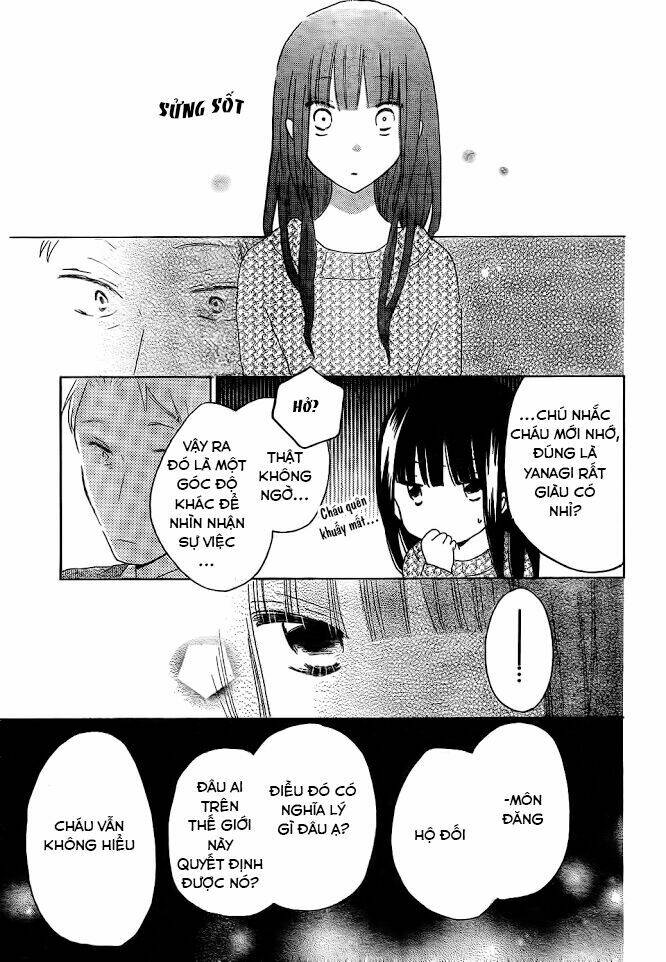 SỬNG SỐT
...CHÚ NHẮC
CHÁU MỚI NHỚ,
ĐÚNG LÀ
YANAGI RẤT
GIÀU CÓ
NHỈ?
Cháu quên
khuấy mất...
HỞ?
THẬT
KHÔNG
NGỜ...
VẬY RA
ĐÓ LÀ MỘT
GÓC ĐỘ
KHÁC ĐỂ
NHÌN NHẬN
SỰ VIỆC
...
-MÔN
ĐĂNG
HỘ ĐỐI
ĐIỀU ĐÓ CÓ
NGHĨA LÝ
GÌ ĐÂU Ạ?
ĐÂU AI
TRÊN
THẾ GIỚI
NÀY
QUYẾT ĐỊNH
ĐƯỢC NÓ?
CHÁU VẪN
KHÔNG HIỂU